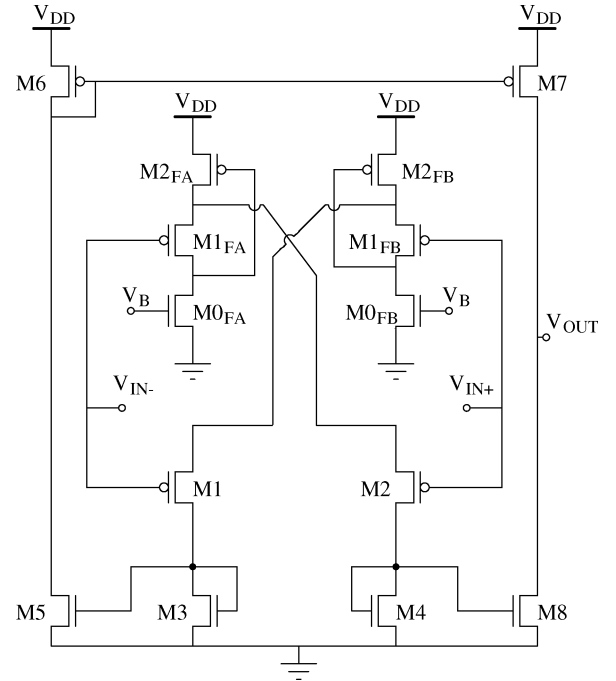 VDD
VDD
M6
M7
VDD
VDD
M2FA
M2FB
M1FA
M1FB
VB
M0FA
M0FB
VB
VOUT
VIN-
VIN+
M1
M2
M5
M3
M4
M8